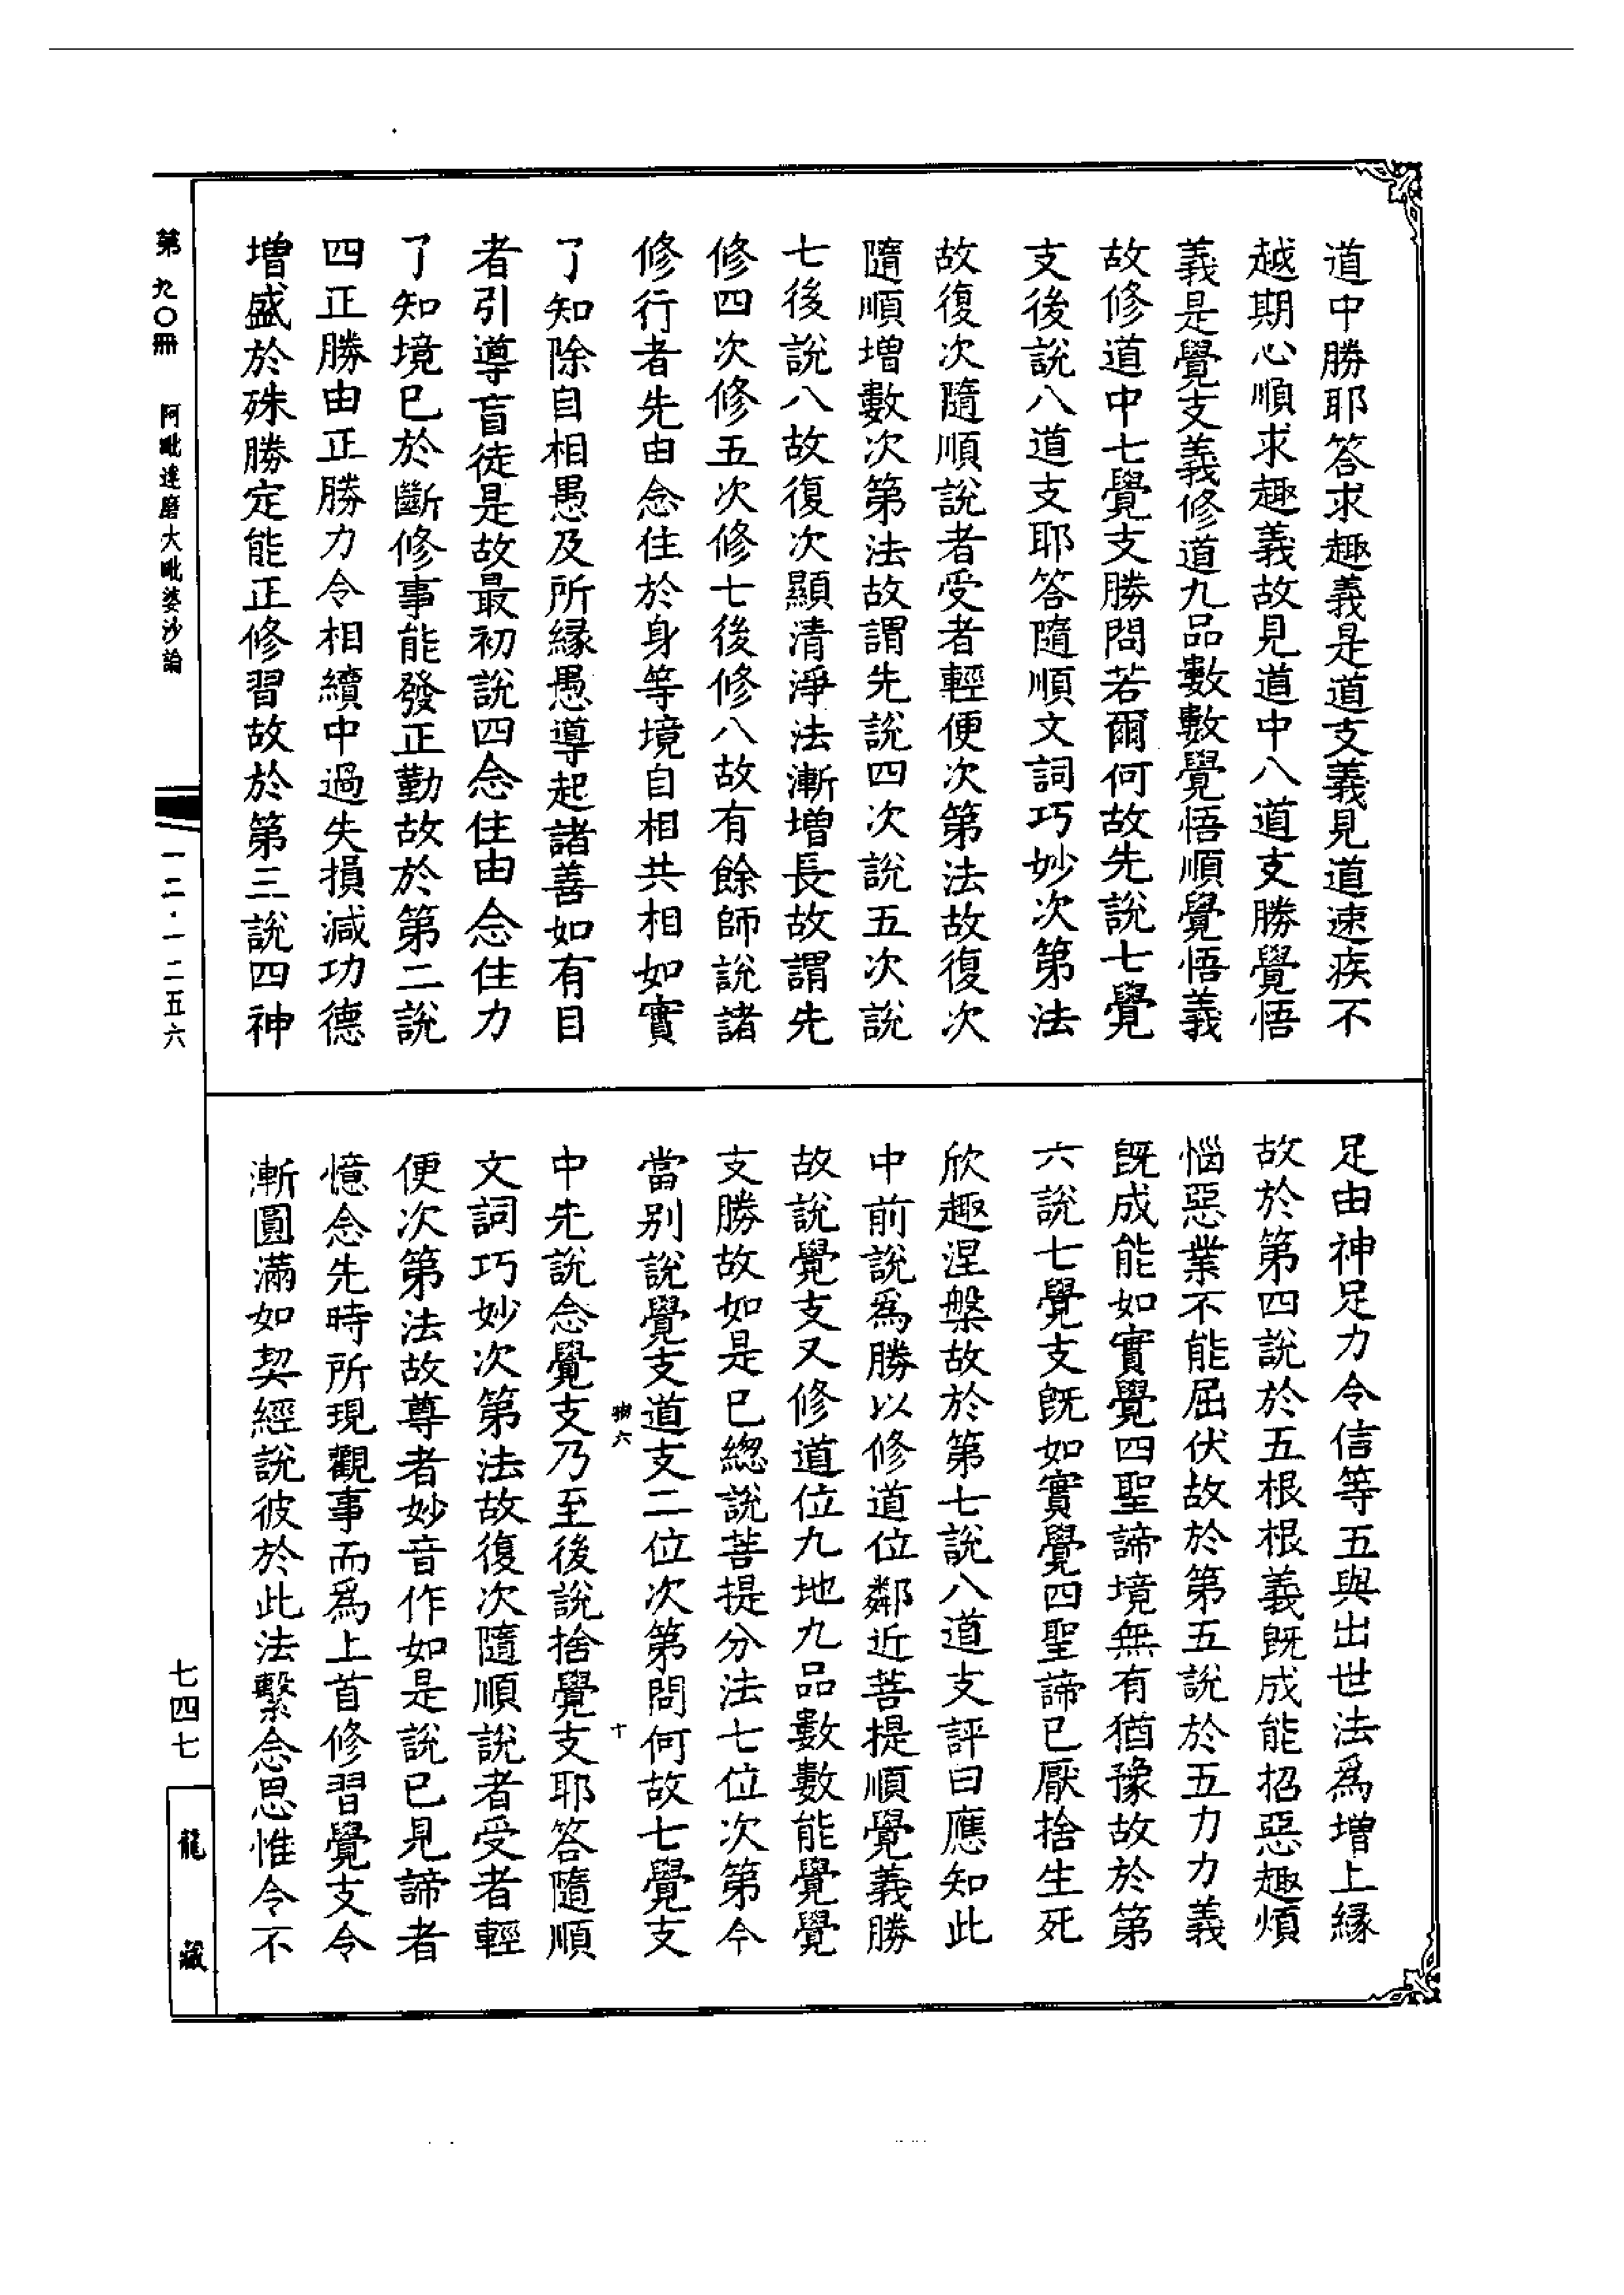 道中勝耶答求趣義是道支義見道速疾不
越期心順求趣義故見道中八道支勝覺悟
義是覺支義修道九品數數覺悟順覺悟義
故修道中七覺支勝問若爾何故先說七覺
支後說八道支耶答隨順文詞巧妙次第法
故復次隨順說者受者輕便次第法故復次
隨順增數次第法故謂先說四次說五次說
七後說八故復次顯清淨法漸增長故謂先
修四次修五次修七後修八故有餘師說諸
修行者先由念住於身等境自相共相如實
了知除自相愚及所緣愚導起諸善如有目
者引導盲徒是故最初說四念住由念住力
了知境已於斷修事能發正勤故於第二說
四正勝由正勝力令相續中過失損減功德
增盛於殊勝定能正修習故於第三說四神
足由神足力令信等五與出世法爲增上緣
故於第四說於五根根義旣成能招惡趣煩
惱惡業不能屈伏故於第五說於五力力義
旣成能如實覺四聖諦境無有猶豫故於第
六說七覺支旣如實覺四聖諦已厭捨生死
欣趣涅槃故於第七說八道支評曰應知此
中前說爲勝以修道位鄰近菩提順覺義勝
故說覺支又修道位九地九品數數能覺覺
支勝故如是已總說菩提分法七位次第今
當別說覺支道支二位次第問何故七覺支
物六 十
中先說念覺支乃至後說捨覺支耶答隨順
文詞巧妙次第法故復次隨順說者受者輕
便次第法故尊者妙音作如是說已見諦者
憶念先時所現觀事而爲上首修習覺支令
漸圓滿如契經說彼於此法繫念思惟令不
第九〇冊 阿毗達磨大毗婆沙論 一二·一二五六
七四七 龍藏